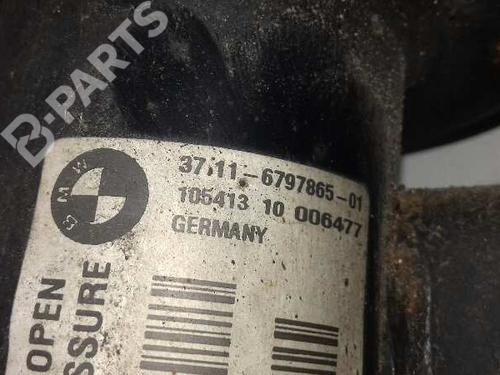 B-PARTS
BMW
37.11-6797865-01
105413 10 006477
GERMANY
OPEN
SSURE